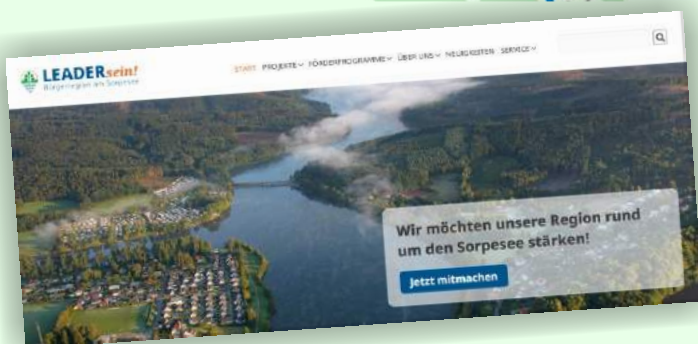 LEADERsein!
Bürgerregion am Sorpesee
START PROJEKTE FÖRDERPROGRAMME ÜBER UNS NEUIGKEITEN SERVICE
Wir möchten unsere Region rund
um den Sorpesee stärken!
Jetzt mitmachen